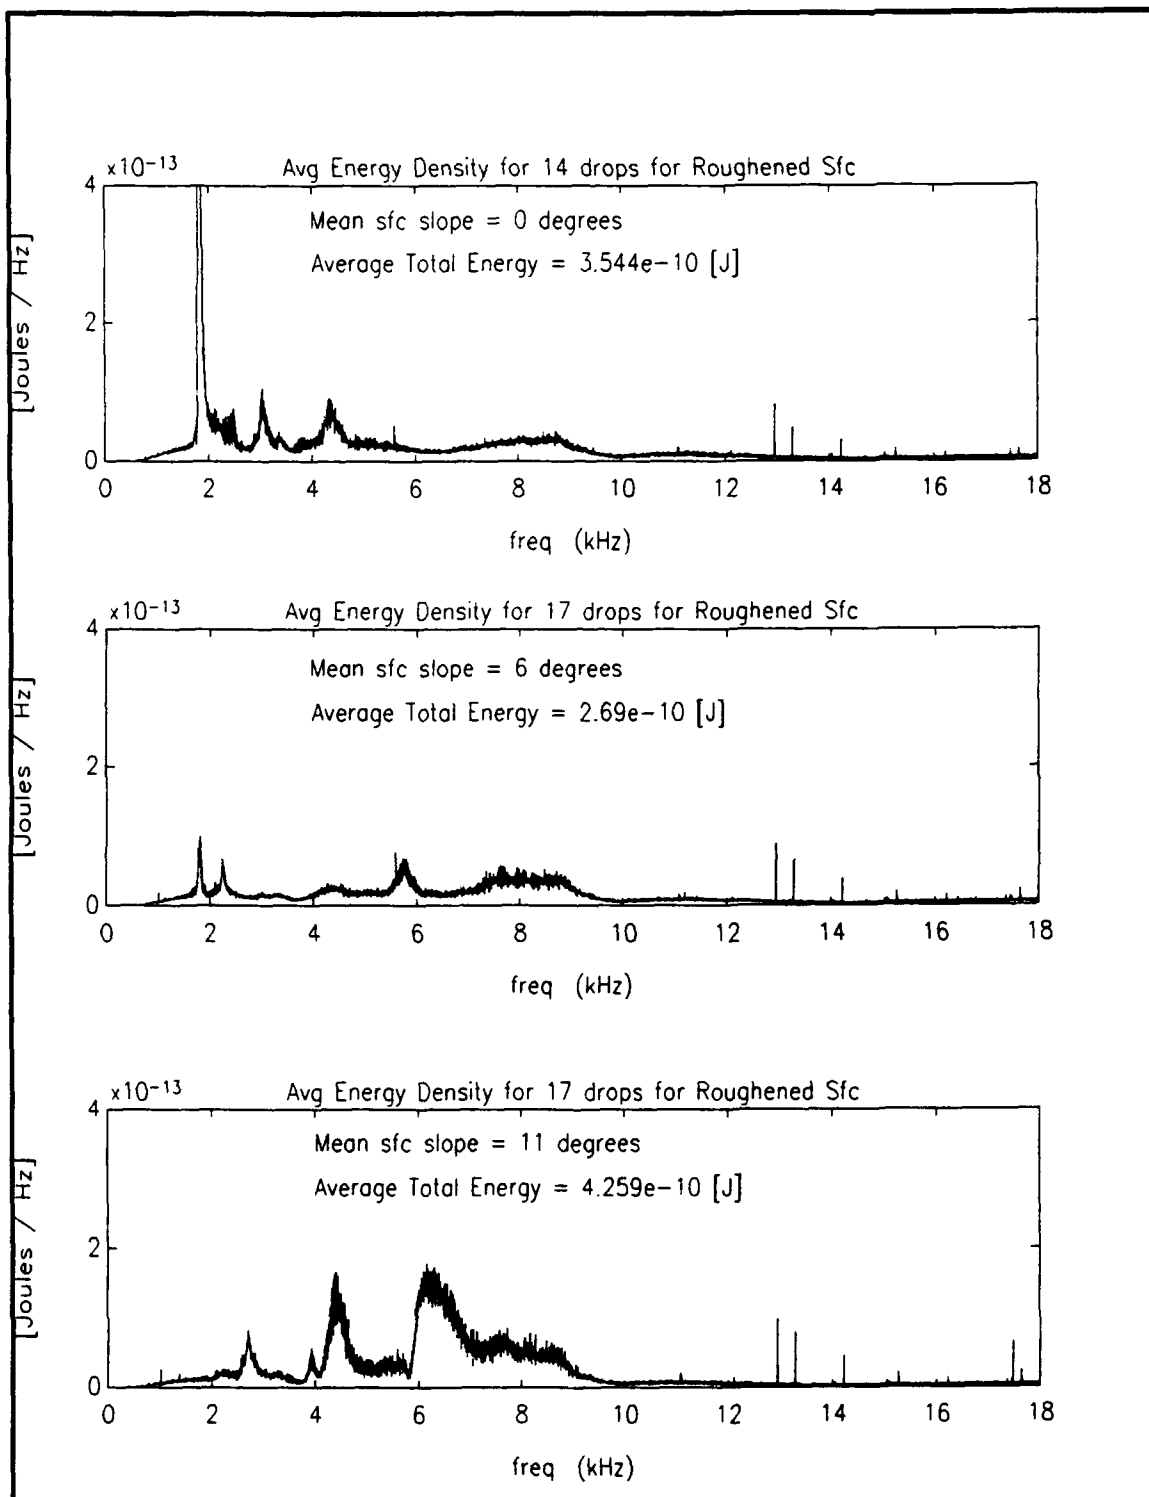 ×10−13 Avg Energy Density for 14 drops for Roughened Sfc
4
Mean sfc slope = 0 degrees
Average Total Energy = 3.544e−10 [J]
[Joules / Hz]
2
0
0 2 4 6 8 10 12 14 16 18
freq (kHz)
×10−13 Avg Energy Density for 17 drops for Roughened Sfc
4
Mean sfc slope = 6 degrees
Average Total Energy = 2.69e−10 [J]
[Joules / Hz]
2
0
0 2 4 6 8 10 12 14 16 18
freq (kHz)
×10−13 Avg Energy Density for 17 drops for Roughened Sfc
4
Mean sfc slope = 11 degrees
Average Total Energy = 4.259e−10 [J]
[Joules / Hz]
2
0
0 2 4 6 8 10 12 14 16 18
freq (kHz)